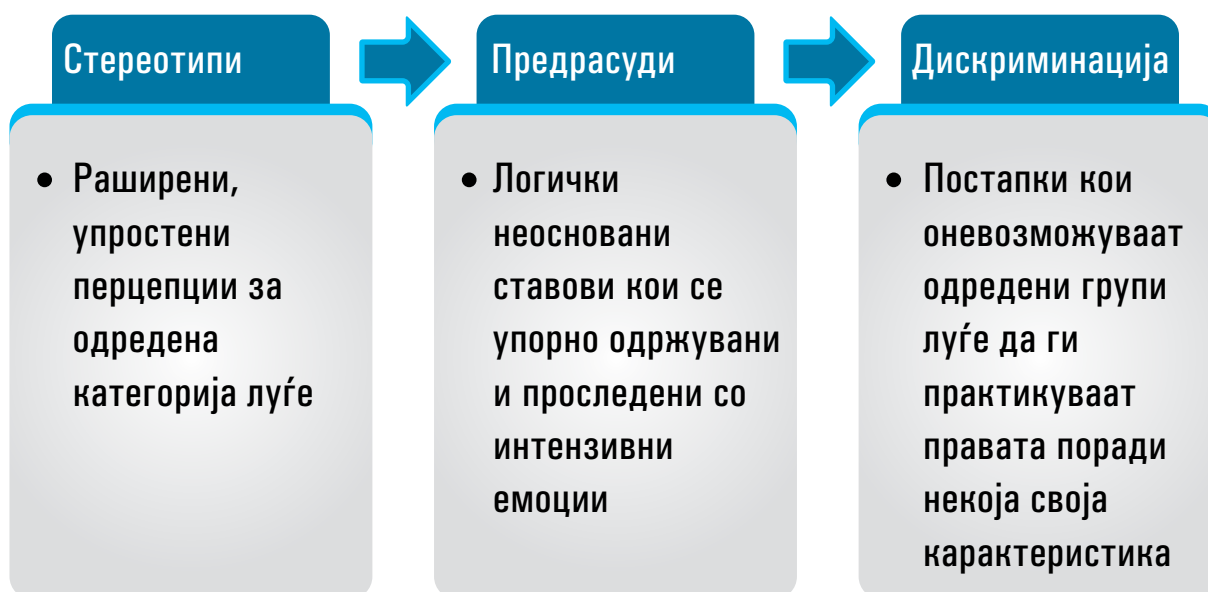 Стереотипи
• Раширени,
упростени
перцепции за
одредена
категорија луѓе
Предрасуди
• Логички
неосновани
ставови кои се
упорно одржувани
и проследени со
интензивни
емоции
Дискриминација
• Постапки кои
оневозможуваат
одредени групи
луѓе да ги
практикуваат
правата поради
некоја своја
карактеристика